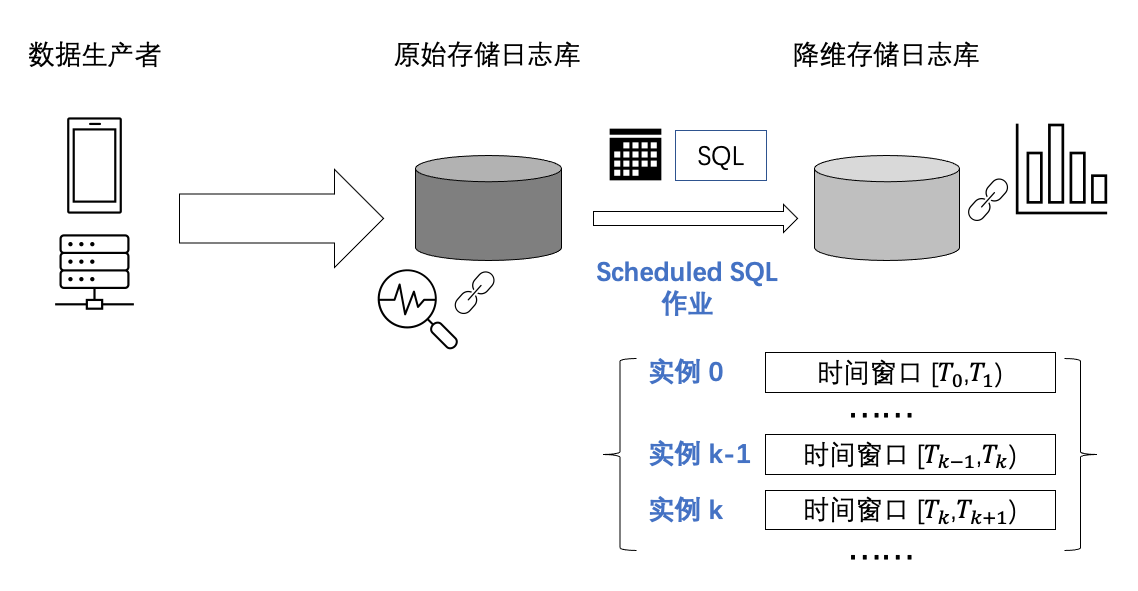 数据生产者
原始存储日志库
降维存储日志库
SQL
Scheduled SQL
作业
实例 0
时间窗口 [T₀,T₁)
……
实例 k-1
时间窗口 [Tₖ₋₁,Tₖ)
实例 k
时间窗口 [Tₖ,Tₖ₊₁)
……